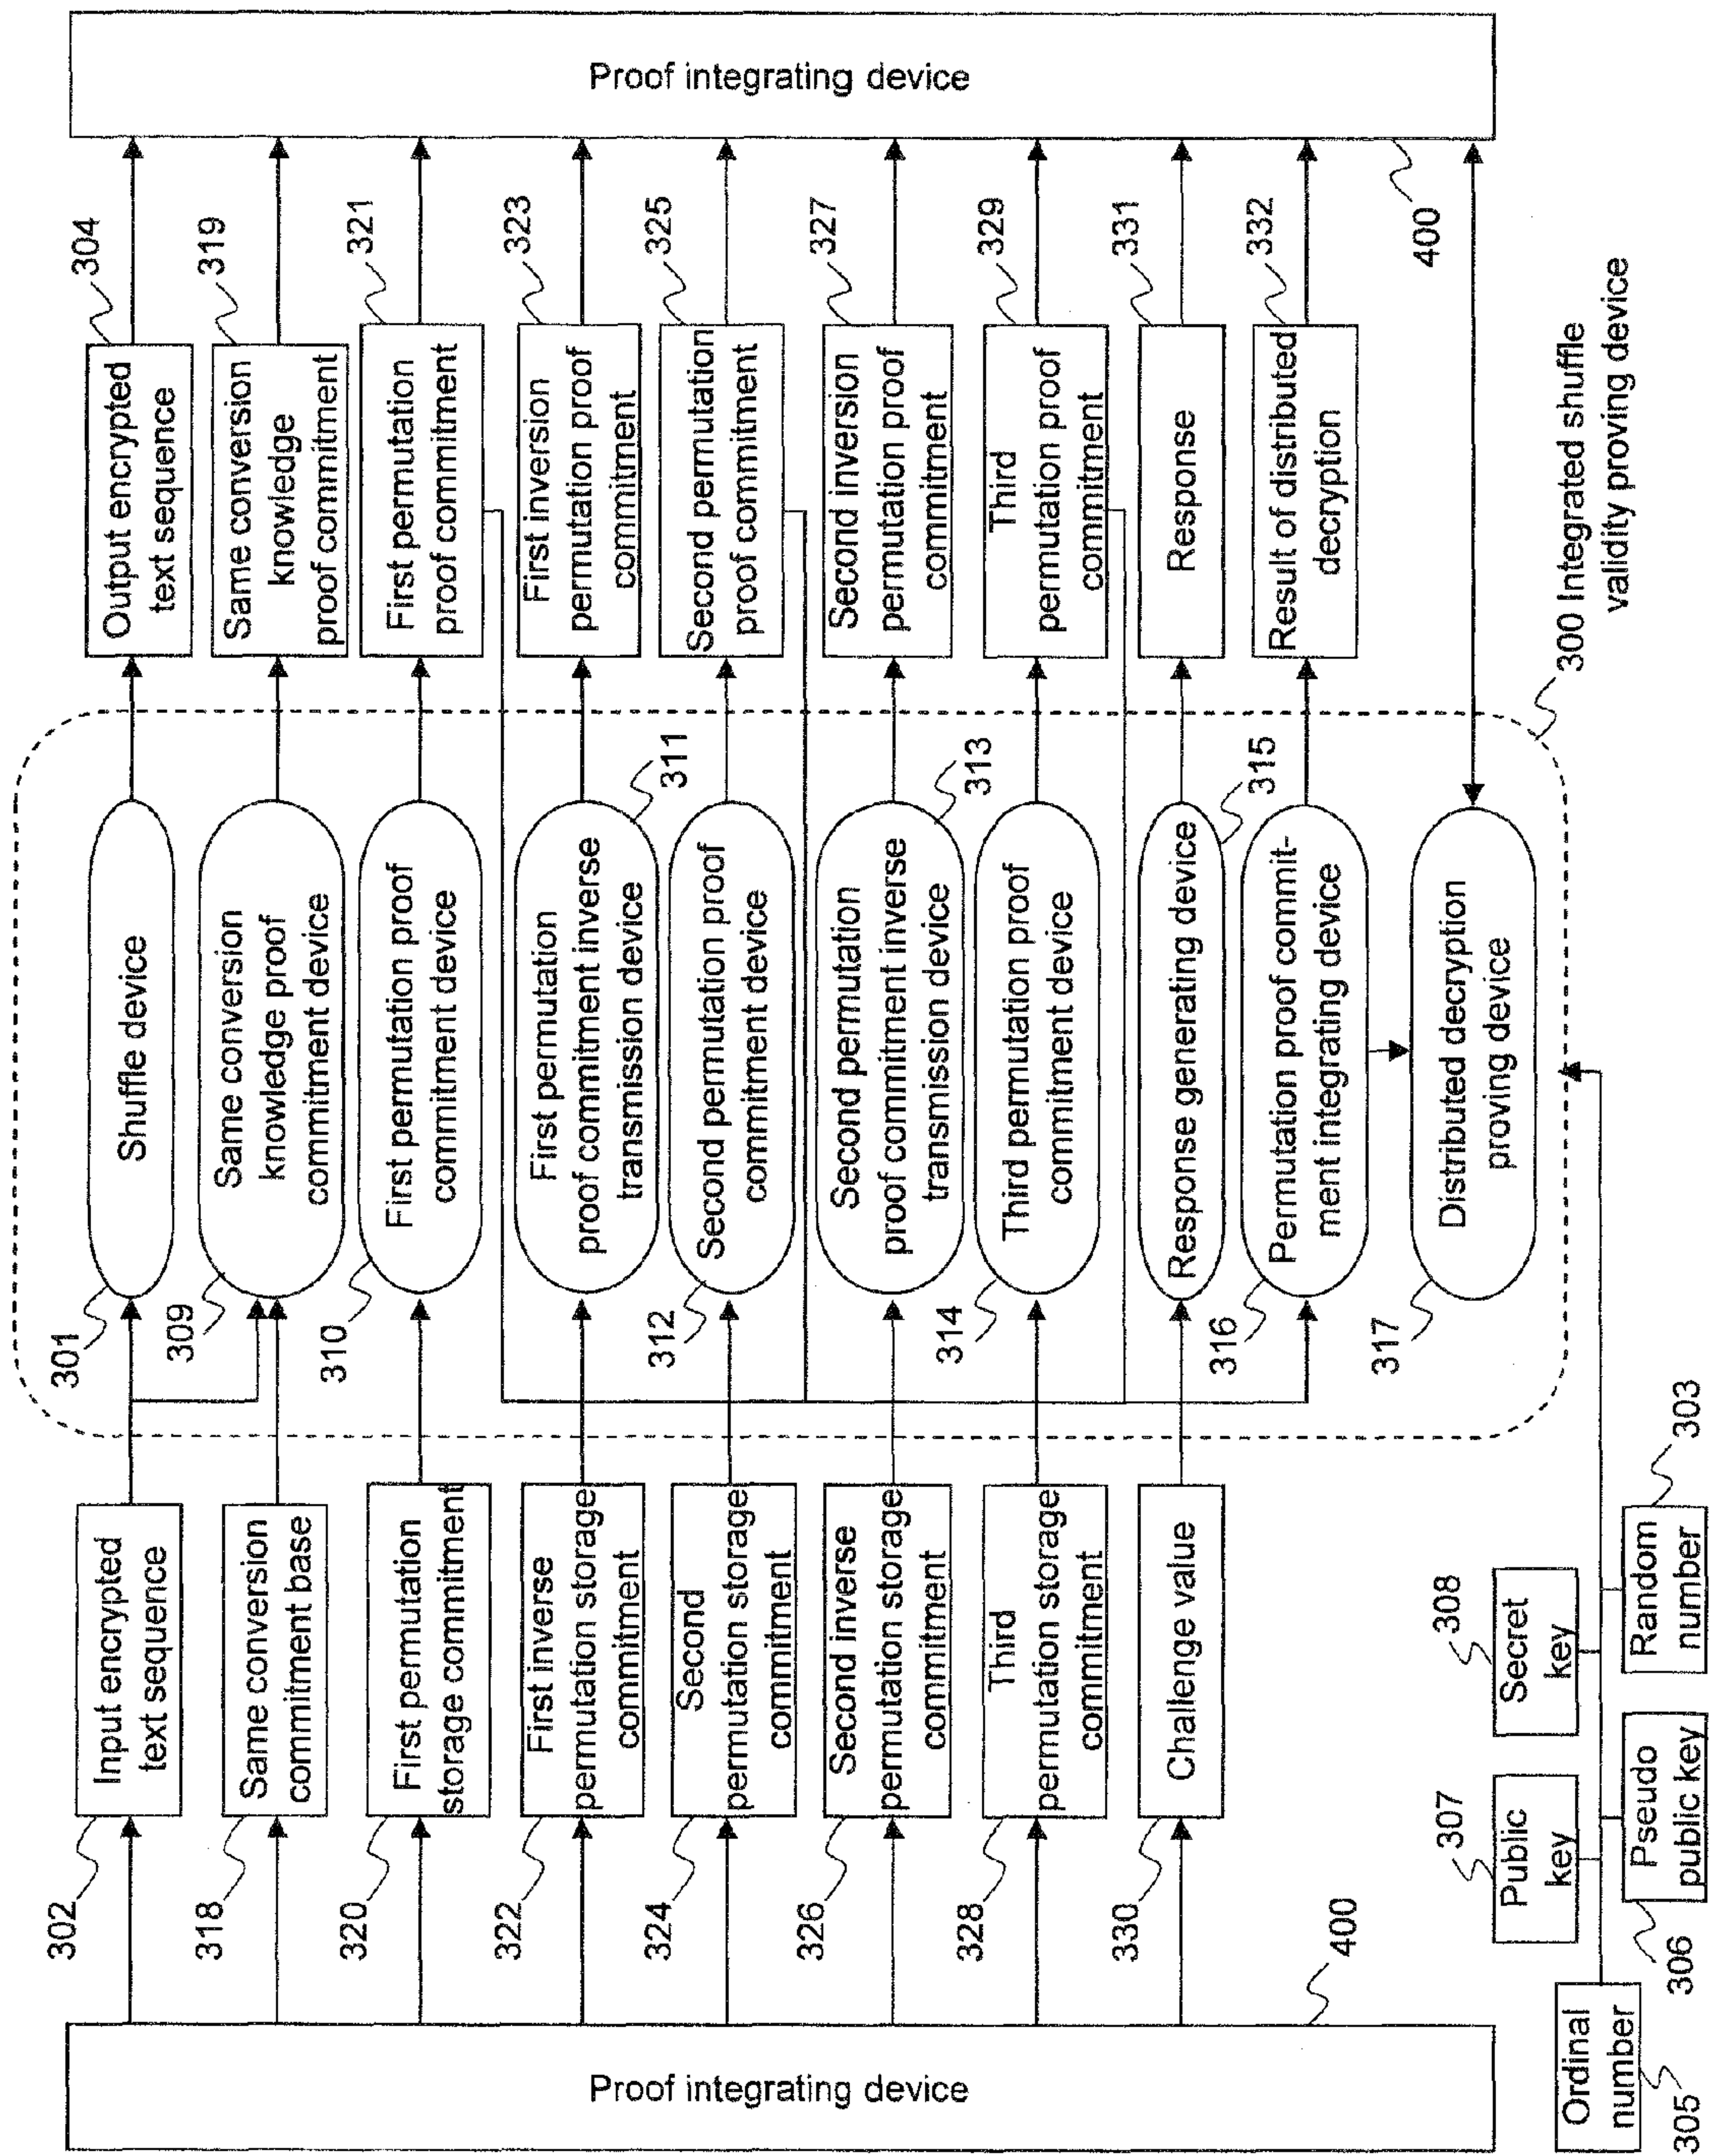 Proof integrating device
400
302
Input encrypted
text sequence
318
Same conversion
commitment base
320
First permutation
storage commitment
322
First inverse
permutation storage
commitment
324
Second
permutation storage
commitment
326
Second inverse
permutation storage
commitment
328
Third
permutation storage
commitment
330
Challenge value
301
Shuffle device
309
Same conversion
knowledge proof
commitment device
310
First permutation proof
commitment device
First permutation
proof commitment inverse
transmission device
311
312
Second permutation proof
commitment device
Second permutation
proof commitment inverse
transmission device
313
314
Third permutation proof
commitment device
Response generating device
315
316
Permutation proof commit-
ment integrating device
317
Distributed decryption
proving device
Output encrypted
text sequence
304
Same conversion
knowledge
proof commitment
319
First permutation
proof commitment
321
First inversion
permutation proof
commitment
323
Second permutation
proof commitment
325
Second inversion
permutation proof
commitment
327
Third
permutation proof
commitment
329
Response
331
Result of distributed
decryption
332
Proof integrating device
400
300 Integrated shuffle
validity proving device
Ordinal
number
305
307
Public
key
306
Pseudo
public key
308
Secret
key
303
Random
number